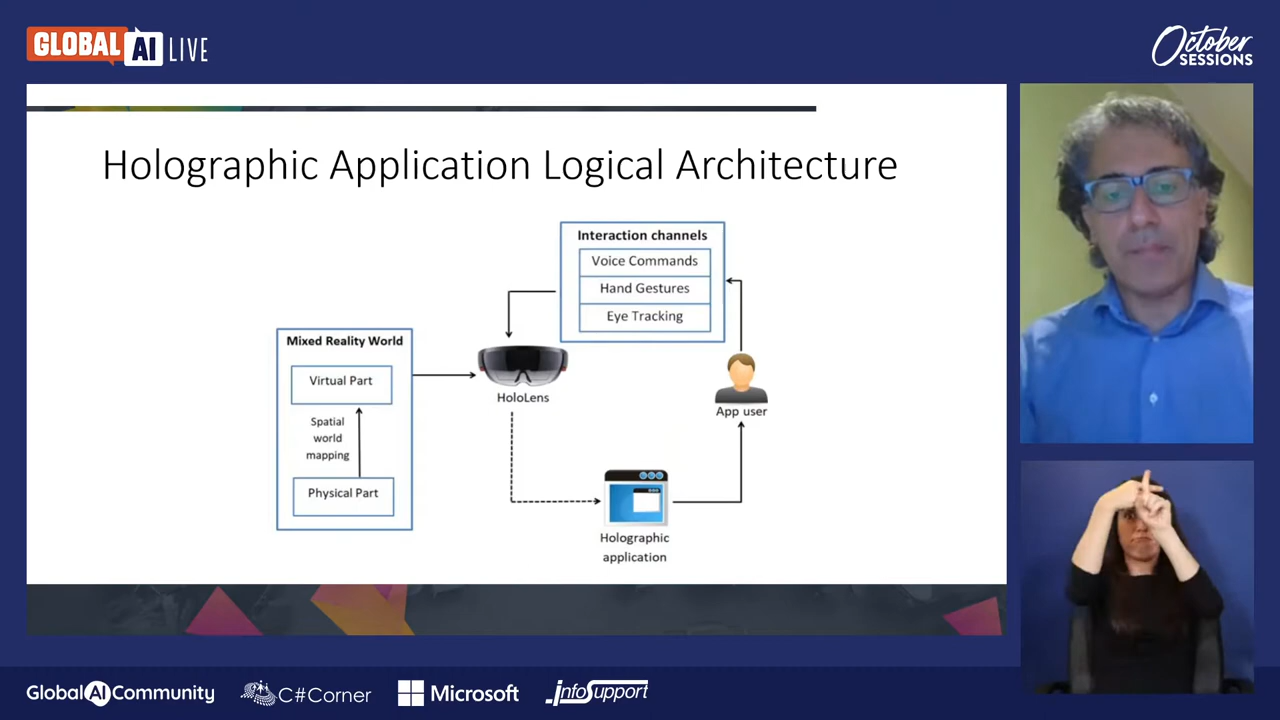 GLOBAL AI LIVE
October
SESSIONS
Holographic Application Logical Architecture
Interaction channels
Voice Commands
Hand Gestures
Eye Tracking
Mixed Reality World
Virtual Part
Spatial
world
mapping
Physical Part
HoloLens
App user
Holographic
application
Global AI Community
C#Corner
Microsoft
infoSupport